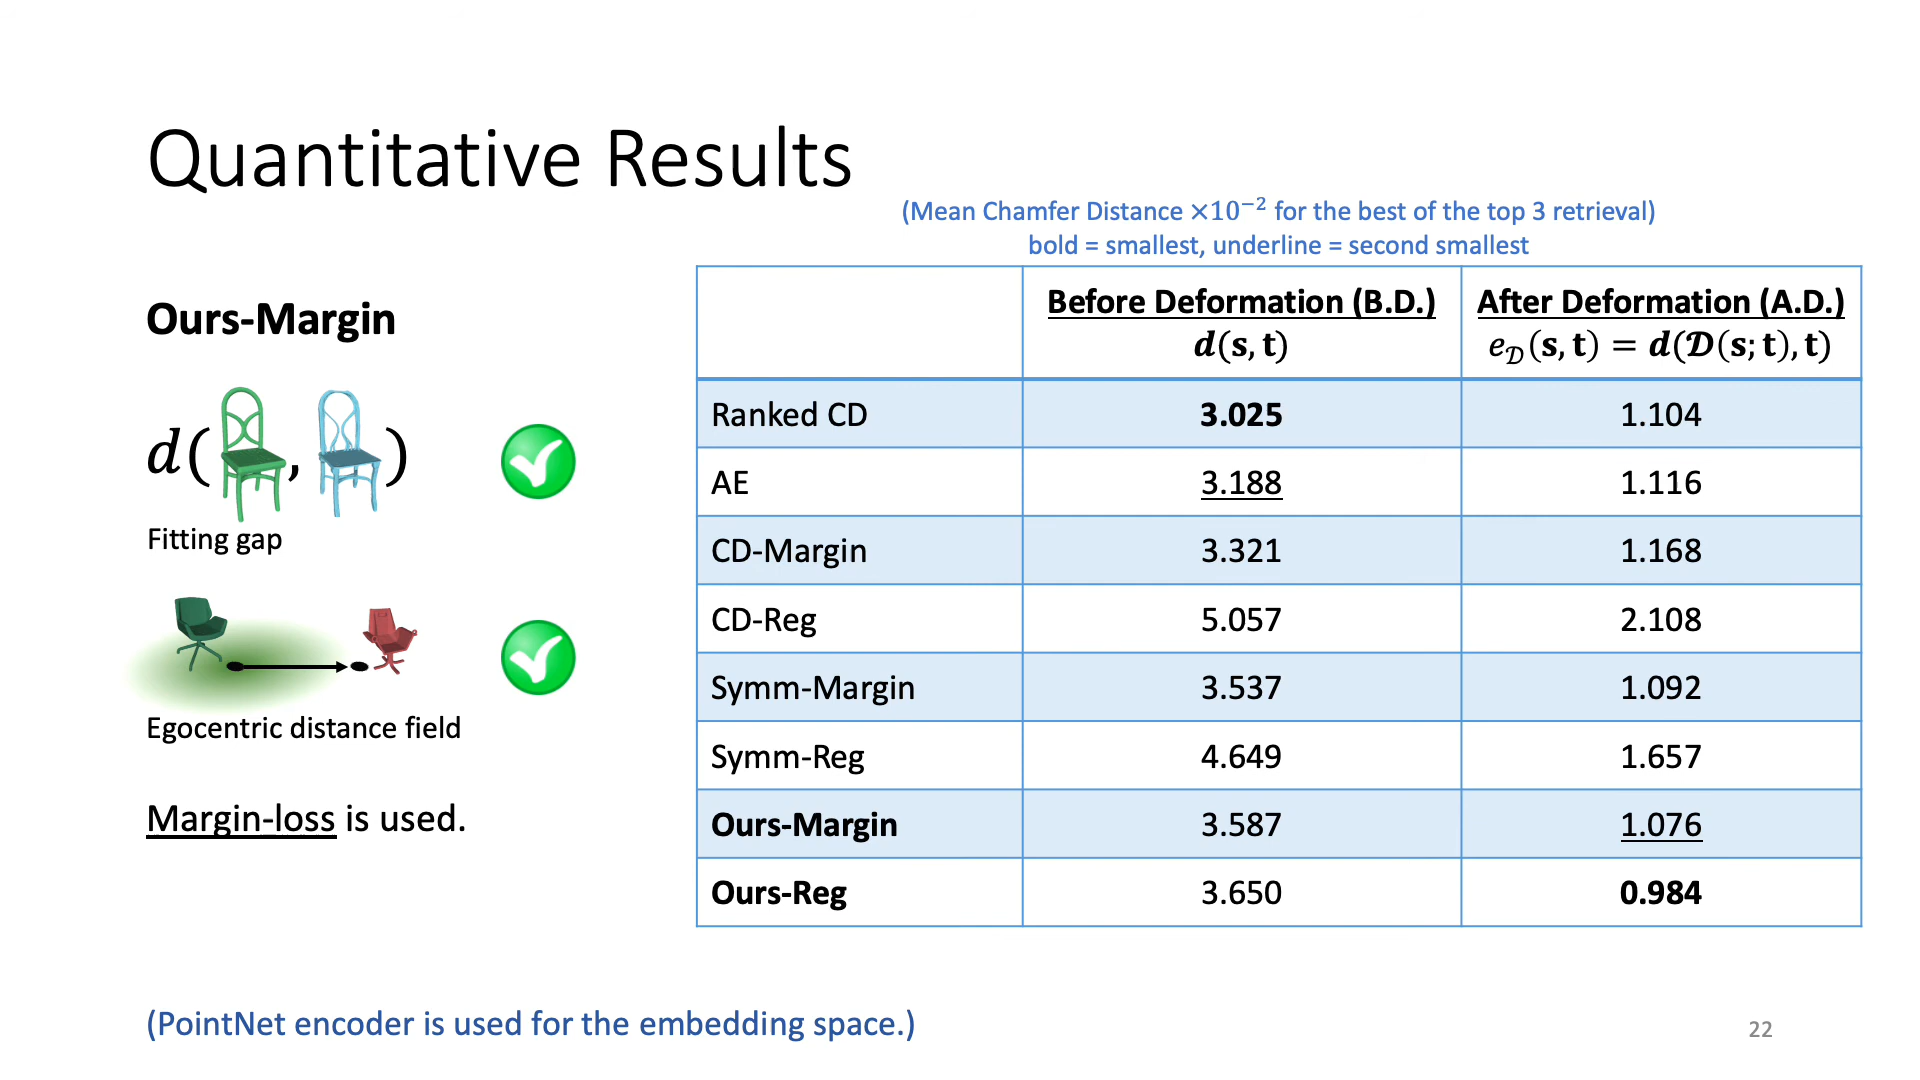 Quantitative Results
(Mean Chamfer Distance ×10⁻² for the best of the top 3 retrieval)
bold = smallest, underline = second smallest
Ours-Margin
d( , )
Fitting gap
Egocentric distance field
Margin-loss is used.
Before Deformation (B.D.) After Deformation (A.D.)
d(s, t) e𝒟(s, t) = d(𝒟(s; t), t)
Ranked CD 3.025 1.104
AE 3.188 1.116
CD-Margin 3.321 1.168
CD-Reg 5.057 2.108
Symm-Margin 3.537 1.092
Symm-Reg 4.649 1.657
Ours-Margin 3.587 1.076
Ours-Reg 3.650 0.984
(PointNet encoder is used for the embedding space.)
22